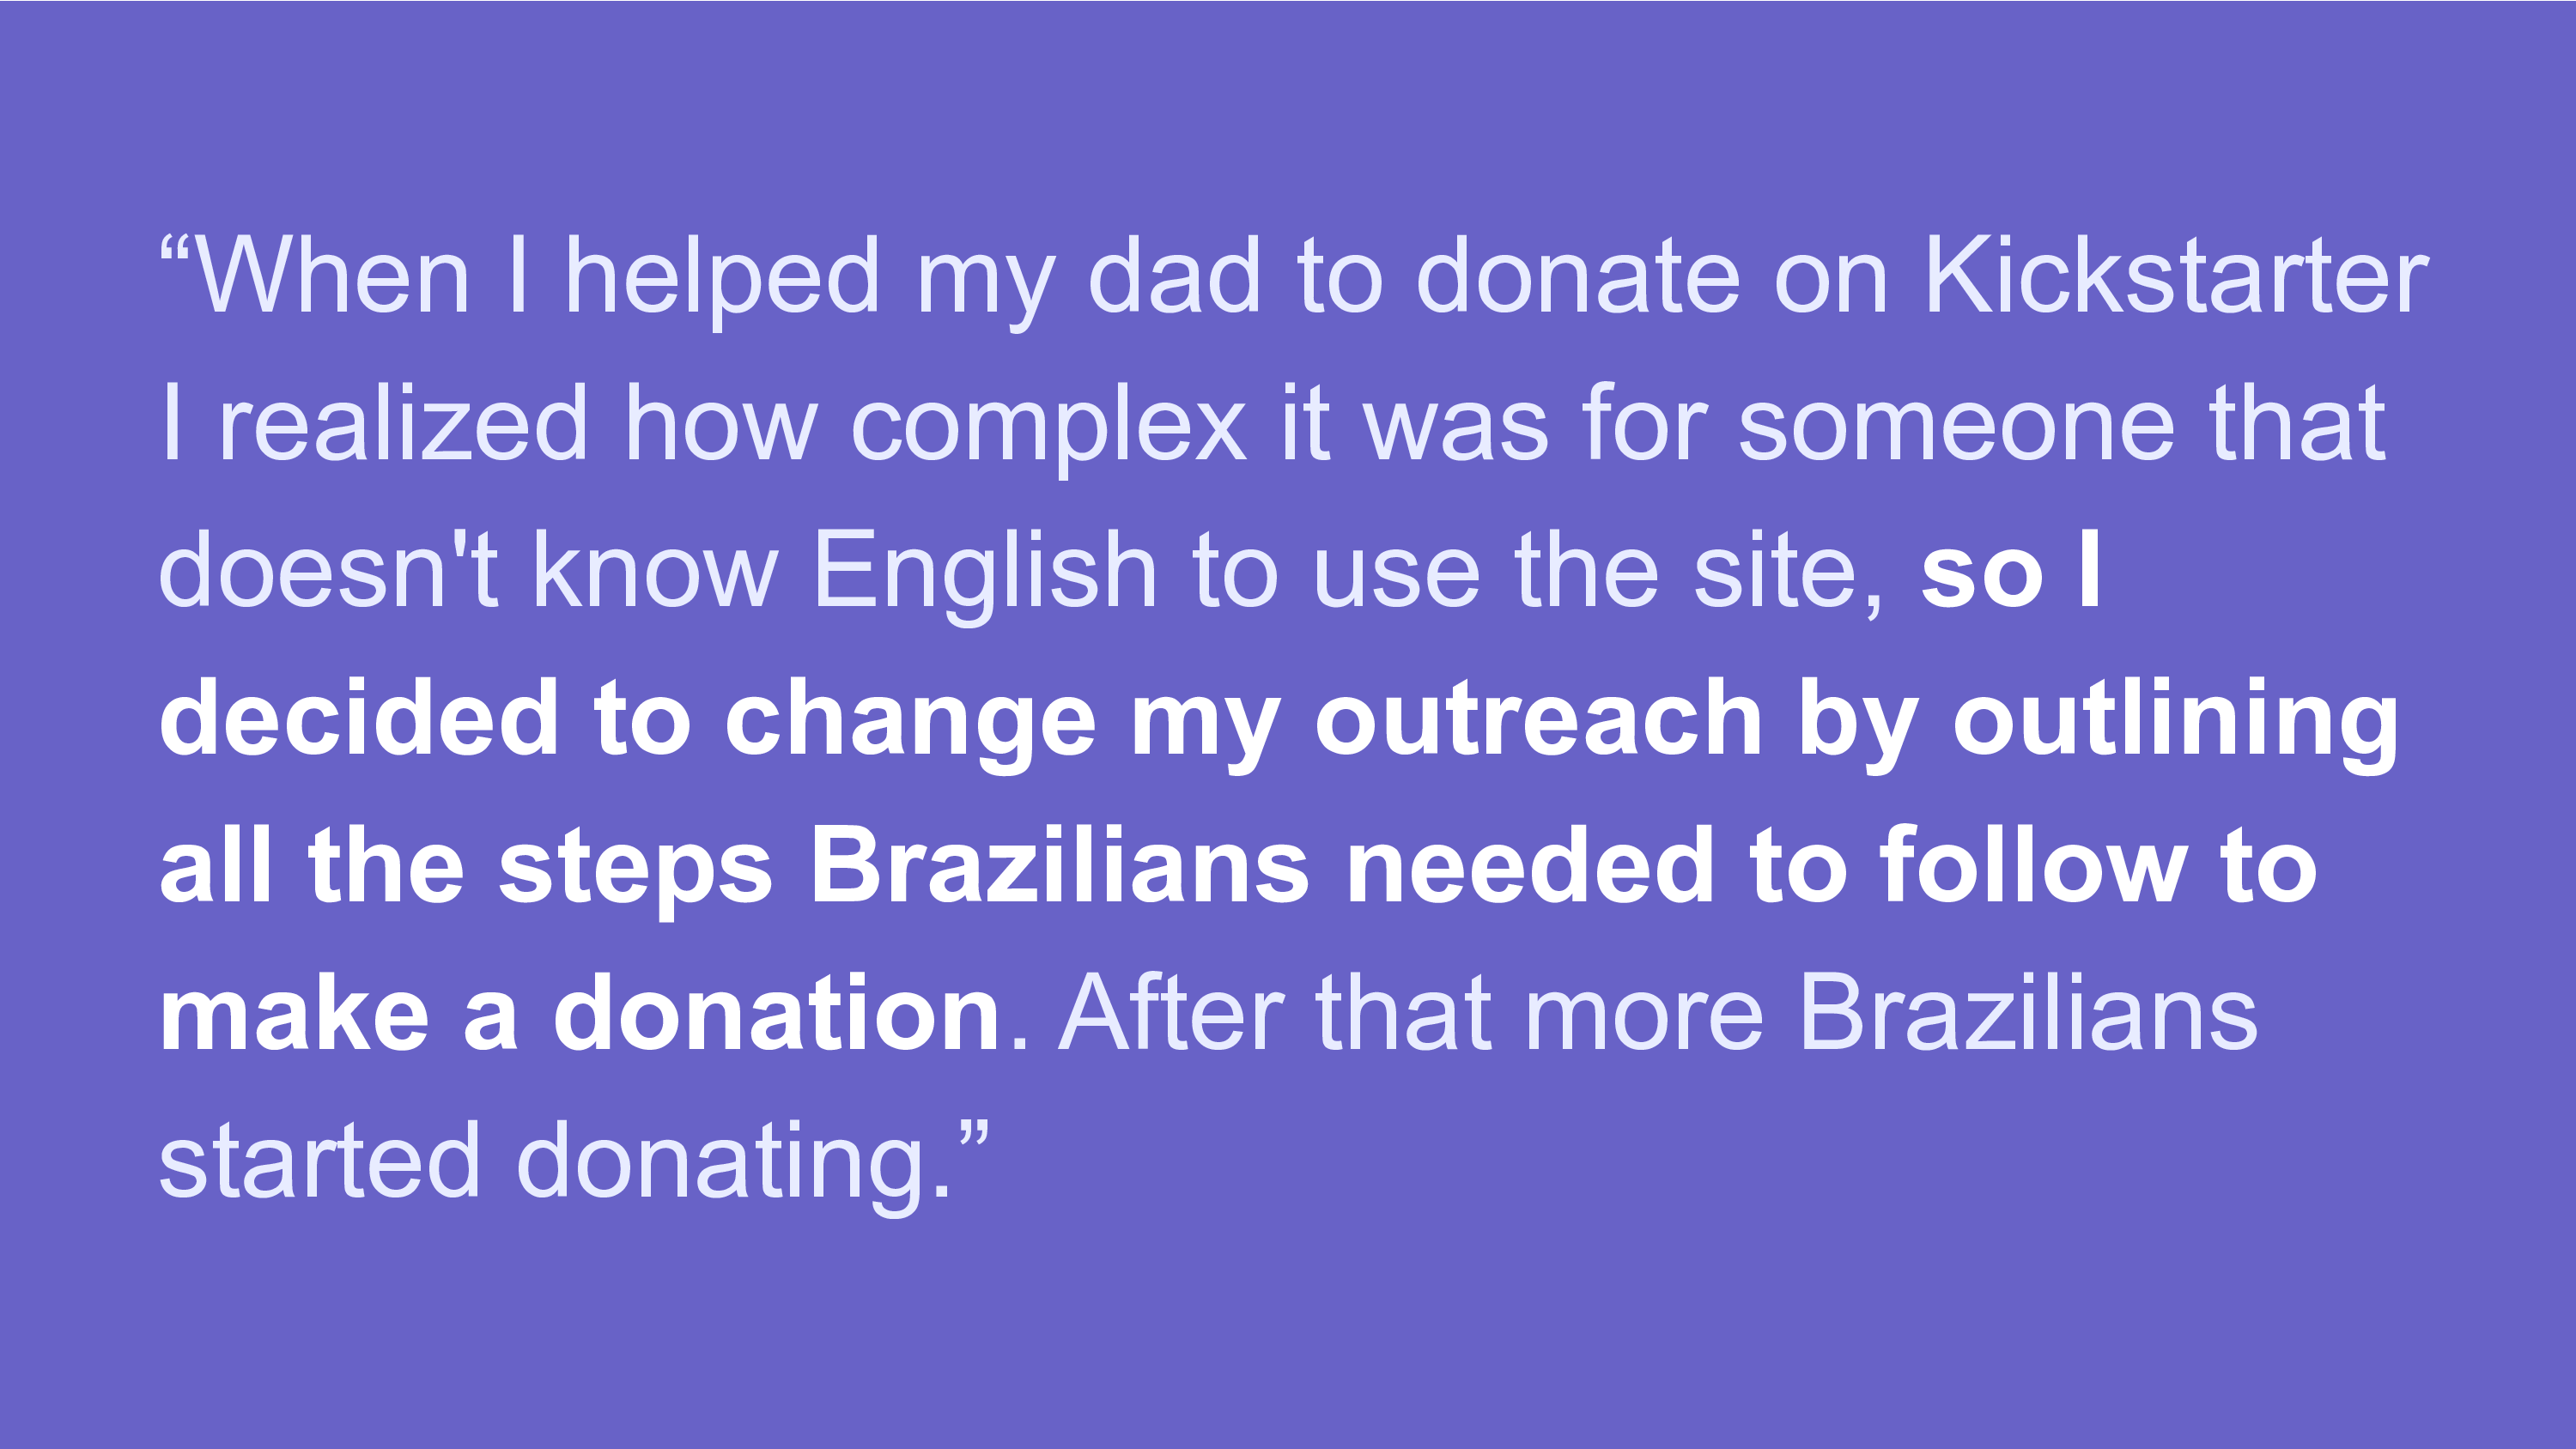 “When I helped my dad to donate on Kickstarter
I realized how complex it was for someone that
doesn't know English to use the site, so I
decided to change my outreach by outlining
all the steps Brazilians needed to follow to
make a donation. After that more Brazilians
started donating.”